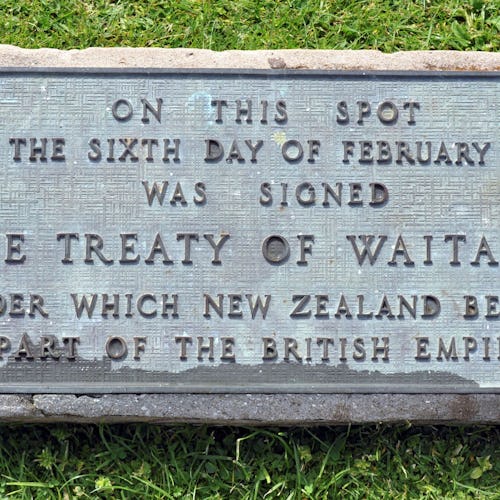 ON THIS SPOT
THE SIXTH DAY OF FEBRUARY
WAS SIGNED
E TREATY OF WAITA
DER WHICH NEW ZEALAND BE
PART OF THE BRITISH EMPI